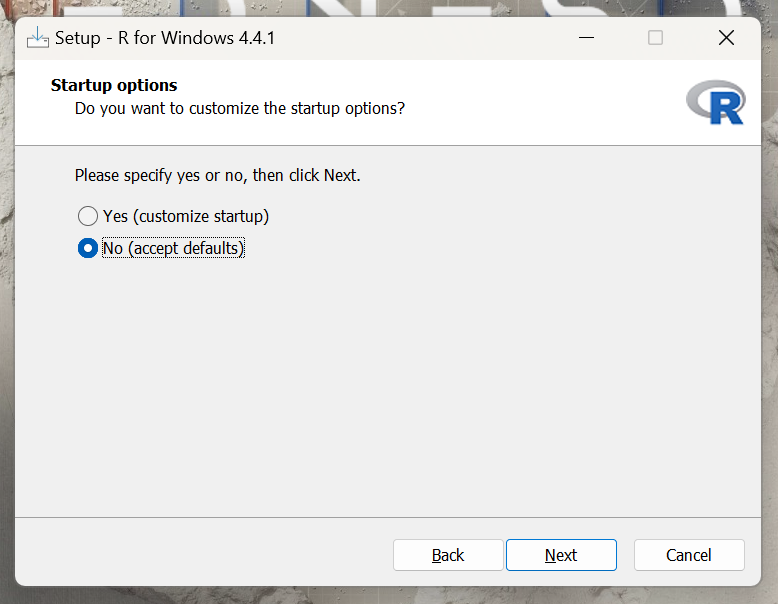 Setup - R for Windows 4.4.1
Startup options
Do you want to customize the startup options?
R
Please specify yes or no, then click Next.
Yes (customize startup)
No (accept defaults)
Back
Next
Cancel